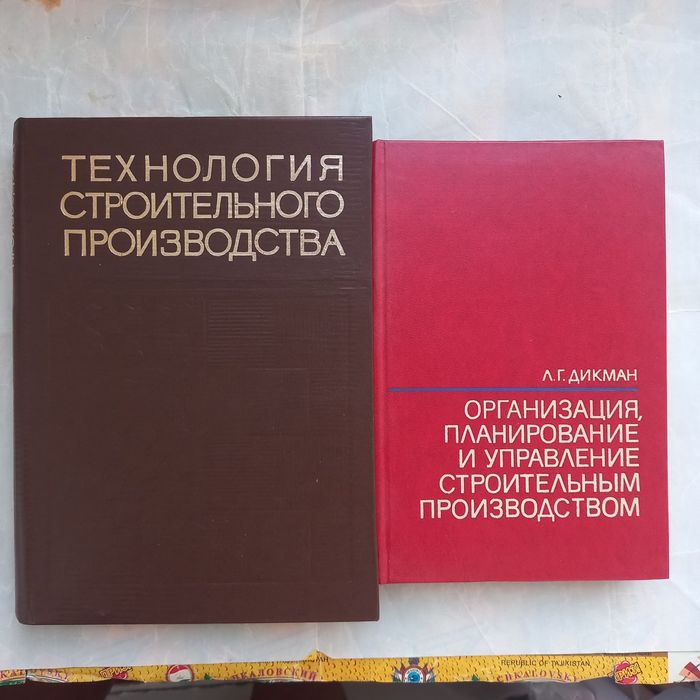 ТЕХНОЛОГИЯ
СТРОИТЕЛЬНОГО
ПРОИЗВОДСТВА
Л.Г. ДИКМАН
ОРГАНИЗАЦИЯ,
ПЛАНИРОВАНИЕ
И УПРАВЛЕНИЕ
СТРОИТЕЛЬНЫМ
ПРОИЗВОДСТВОМ
REPUBLIC OF TAJIKISTAN